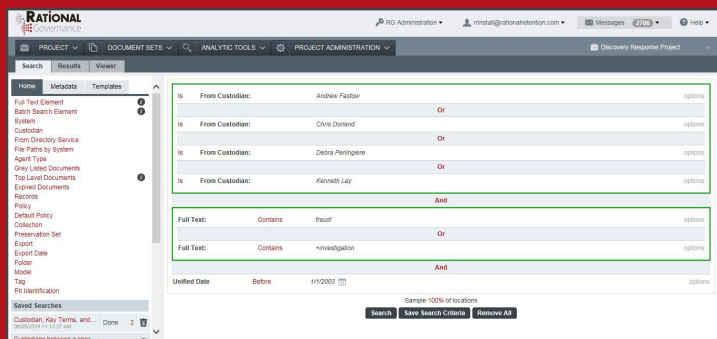 RATIONAL
Governance
RG Administration
rrinstall@rationalretention.com
Messages 2706
Help
PROJECT
DOCUMENT SETS
ANALYTIC TOOLS
PROJECT ADMINISTRATION
Discovery Response Project
Search Results Viewer
Home Metadata Templates
Full Text Element
Batch Search Element
System
Custodian
From Directory Service
File Paths by System
Agent Type
Grey Listed Documents
Top Level Documents
Expired Documents
Records
Policy
Default Policy
Collection
Preservation Set
Export
Export Date
Folder
Model
Tag
PII Identification
Saved Searches
Custodian, Key Terms, and... Done 2
Is From Custodian: Andrew Fastow options
Or
Is From Custodian: Chris Dorland options
Or
Is From Custodian: Debra Perlingiere options
Or
Is From Custodian: Kenneth Lay options
And
Full Text: Contains fraud! options
Or
Full Text: Contains +investigation options
And
Unified Date Before 1/1/2003 options
Sample 100% of locations
Search Save Search Criteria Remove All